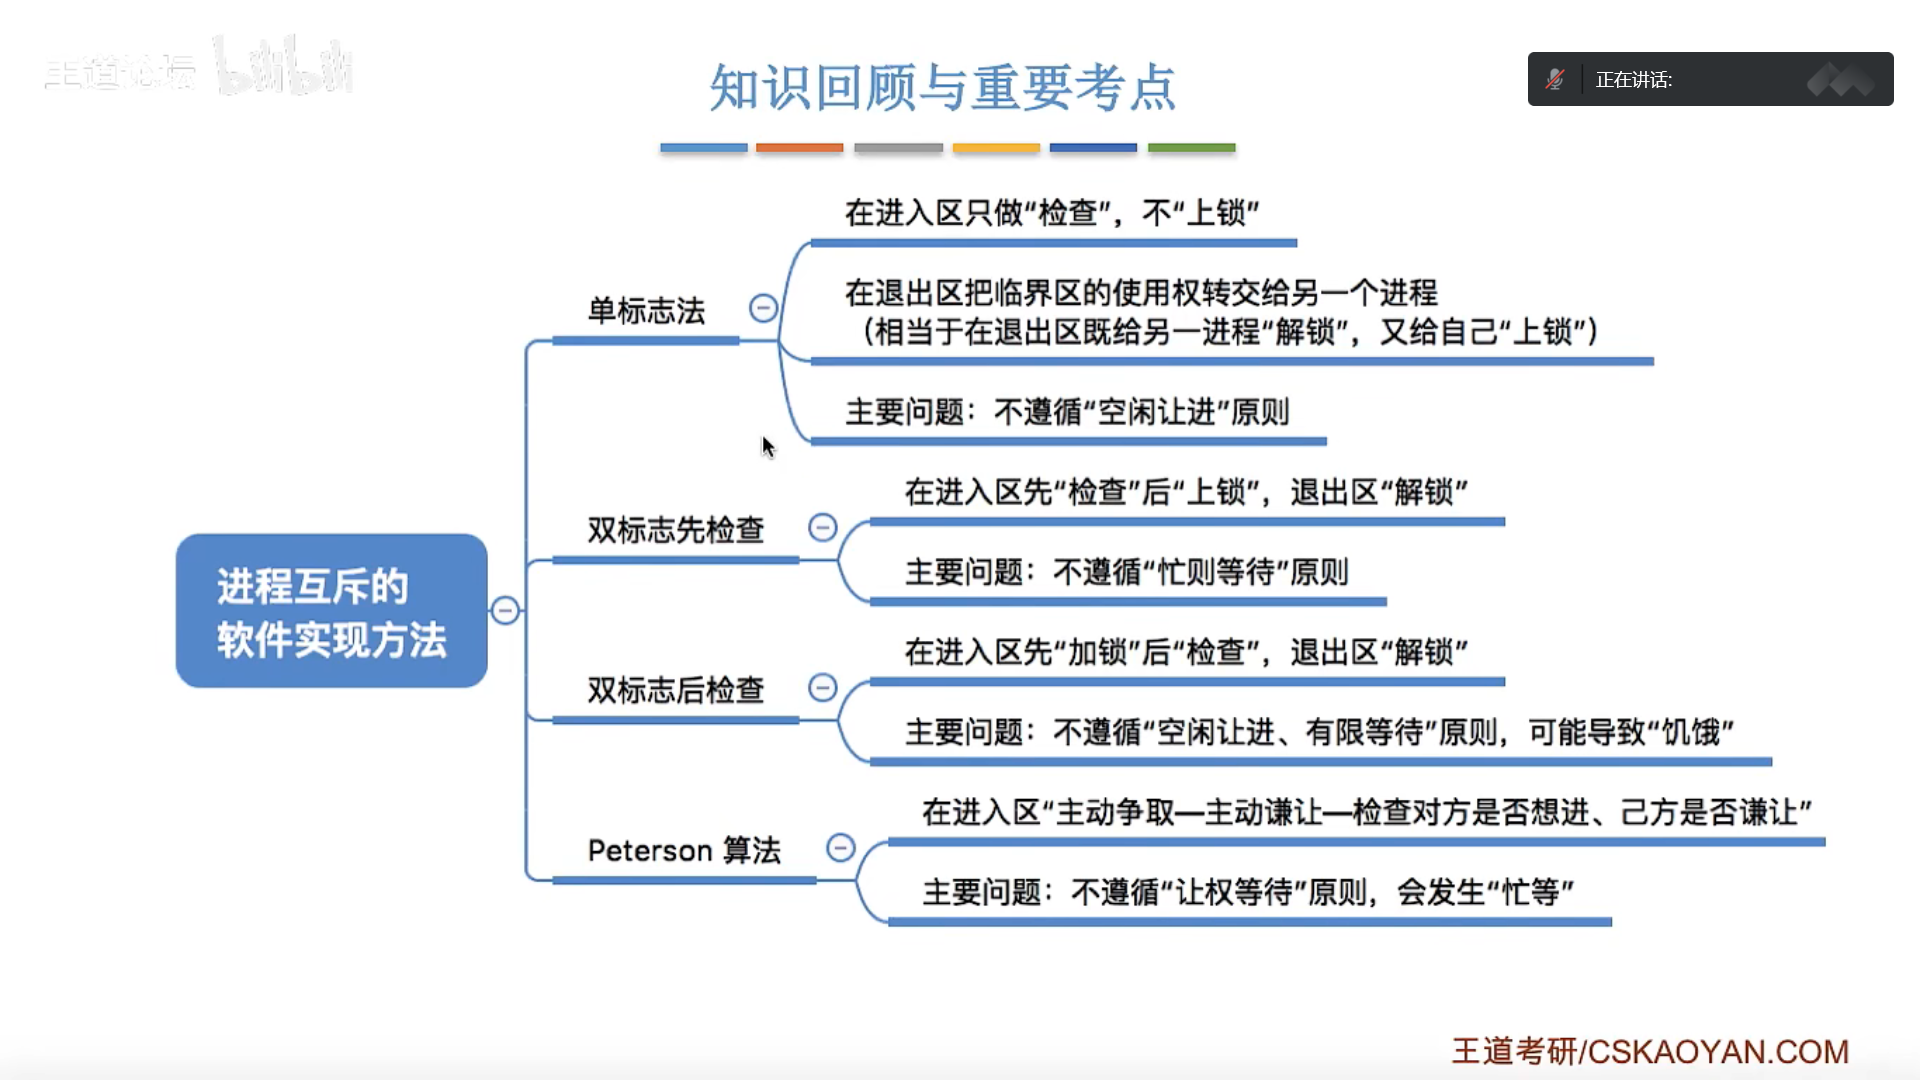 王道论坛 bilibili
知识回顾与重要考点
正在讲话:
在进入区只做“检查”，不“上锁”
单标志法
在退出区把临界区的使用权转交给另一个进程
（相当于在退出区既给另一进程“解锁”，又给自己“上锁”）
主要问题：不遵循“空闲让进”原则
双标志先检查
在进入区先“检查”后“上锁”，退出区“解锁”
主要问题：不遵循“忙则等待”原则
进程互斥的
软件实现方法
双标志后检查
在进入区先“加锁”后“检查”，退出区“解锁”
主要问题：不遵循“空闲让进、有限等待”原则，可能导致“饥饿”
Peterson 算法
在进入区“主动争取—主动谦让—检查对方是否想进、己方是否谦让”
主要问题：不遵循“让权等待”原则，会发生“忙等”
王道考研/CSKAOYAN.COM